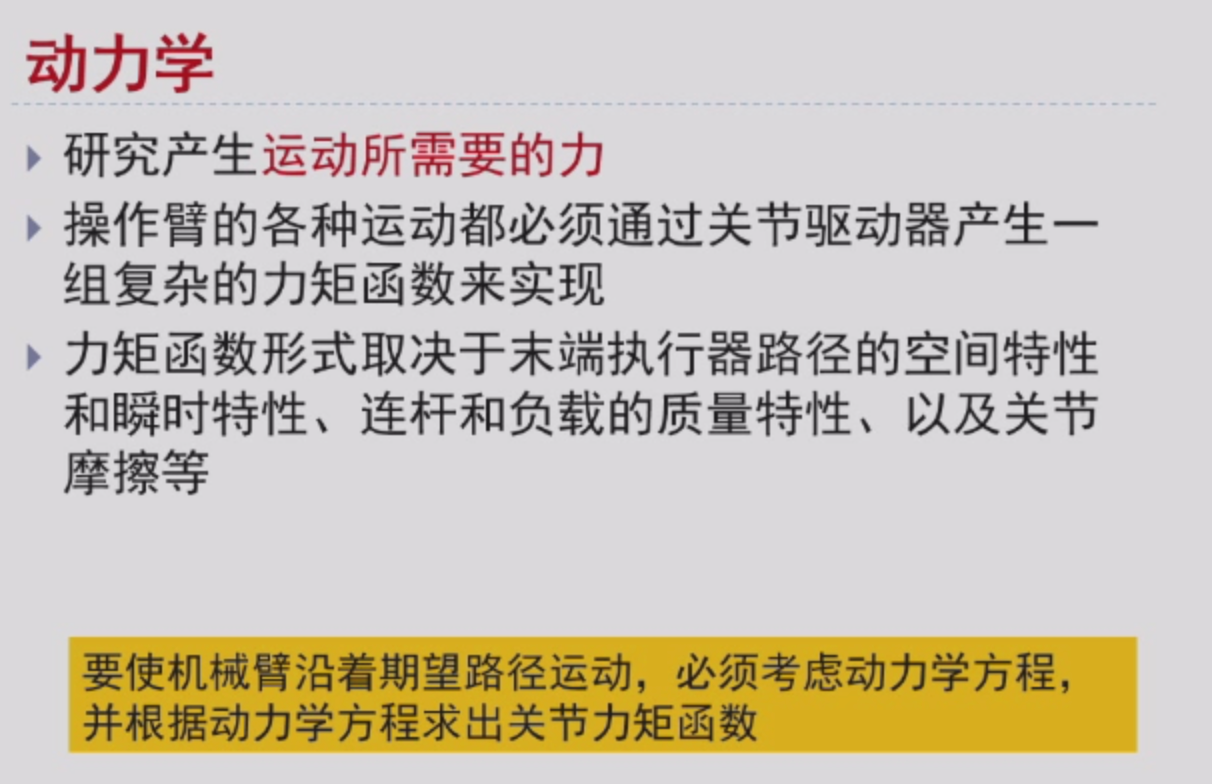 动力学
研究产生运动所需要的力
操作臂的各种运动都必须通过关节驱动器产生一
组复杂的力矩函数来实现
力矩函数形式取决于末端执行器路径的空间特性
和瞬时特性、连杆和负载的质量特性、以及关节
摩擦等
要使机械臂沿着期望路径运动，必须考虑动力学方程，
并根据动力学方程求出关节力矩函数